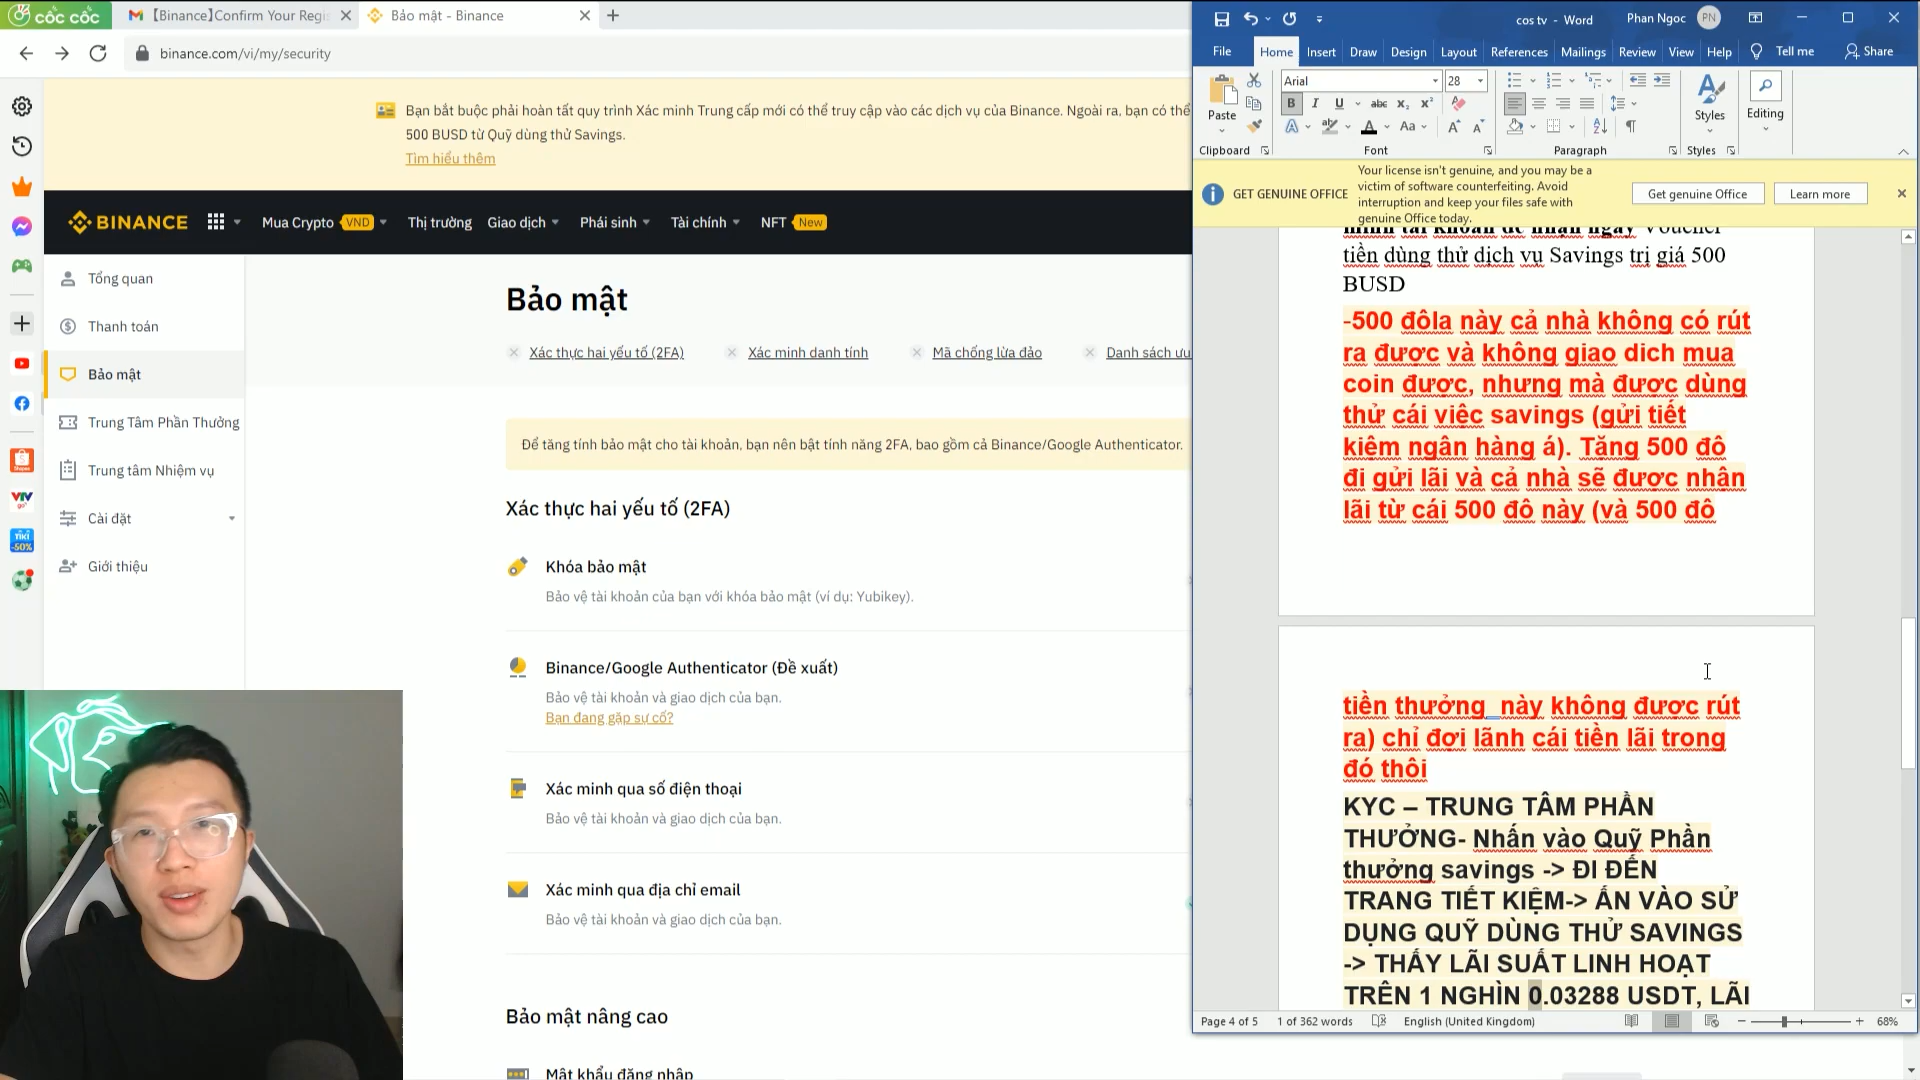 cốc cốc
【Binance】Confirm Your Regi
Bảo mật - Binance
binance.com/vi/my/security
Bạn bắt buộc phải hoàn tất quy trình Xác minh Trung cấp mới có thể truy cập vào các dịch vụ của Binance. Ngoài ra, bạn có thể
500 BUSD từ Quỹ dùng thử Savings.
Tìm hiểu thêm
BINANCE
Mua Crypto VND
Thị trường
Giao dịch
Phái sinh
Tài chính
NFT New
Tổng quan
Thanh toán
Bảo mật
Trung Tâm Phần Thưởng
Trung tâm Nhiệm vụ
Cài đặt
Giới thiệu
Bảo mật
Xác thực hai yếu tố (2FA)
Xác minh danh tính
Mã chống lừa đảo
Danh sách ưu
Để tăng tính bảo mật cho tài khoản, bạn nên bật tính năng 2FA, bao gồm cả Binance/Google Authenticator.
Xác thực hai yếu tố (2FA)
Khóa bảo mật
Bảo vệ tài khoản của bạn với khóa bảo mật (ví dụ: Yubikey).
Binance/Google Authenticator (Đề xuất)
Bảo vệ tài khoản và giao dịch của bạn.
Bạn đang gặp sự cố?
Xác minh qua số điện thoại
Bảo vệ tài khoản và giao dịch của bạn.
Xác minh qua địa chỉ email
Bảo vệ tài khoản và giao dịch của bạn.
Bảo mật nâng cao
Mật khẩu đăng nhập
VTV
go
TIKI
-50%
cos tv - Word
Phan Ngoc
PN
File
Home
Insert
Draw
Design
Layout
References
Mailings
Review
View
Help
Tell me
Share
Arial
28
Paste
Styles
Editing
Clipboard
Font
Paragraph
Styles
GET GENUINE OFFICE
Your license isn't genuine, and you may be a
victim of software counterfeiting. Avoid
interruption and keep your files safe with
genuine Office today.
Get genuine Office
Learn more
minh tài khoản để nhận ngay Voucher
tiền dùng thử dịch vụ Savings trị giá 500
BUSD
-500 đôla này cả nhà không có rút
ra được và không giao dich mua
coin được, nhưng mà được dùng
thử cái việc savings (gửi tiết
kiệm ngân hàng á). Tặng 500 đô
đi gửi lãi và cả nhà sẽ được nhận
lãi từ cái 500 đô này (và 500 đô
tiền thưởng  này không được rút
ra) chỉ đợi lãnh cái tiền lãi trong
đó thôi
KYC – TRUNG TÂM PHẦN
THƯỞNG- Nhấn vào Quỹ Phần
thưởng savings -> ĐI ĐẾN
TRANG TIẾT KIỆM-> ẤN VÀO SỬ
DỤNG QUỸ DÙNG THỬ SAVINGS
-> THẤY LÃI SUẤT LINH HOẠT
TRÊN 1 NGHÌN 0.03288 USDT, LÃI
Page 4 of 5
1 of 362 words
English (United Kingdom)
68%